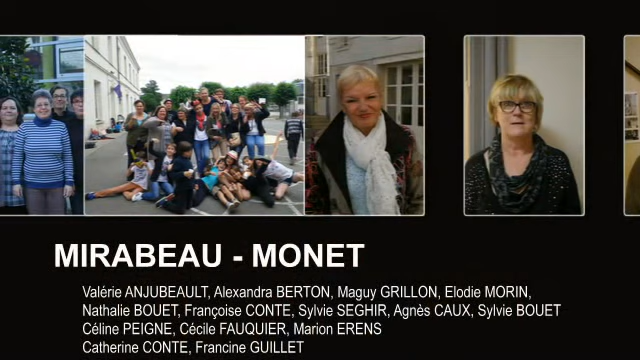 MIRABEAU - MONET
Valérie ANJUBEAULT, Alexandra BERTON, Maguy GRILLON, Elodie MORIN,
Nathalie BOUET, Françoise CONTE, Sylvie SEGHIR, Agnès CAUX, Sylvie BOUET
Céline PEIGNE, Cécile FAUQUIER, Marion ERENS
Catherine CONTE, Francine GUILLET